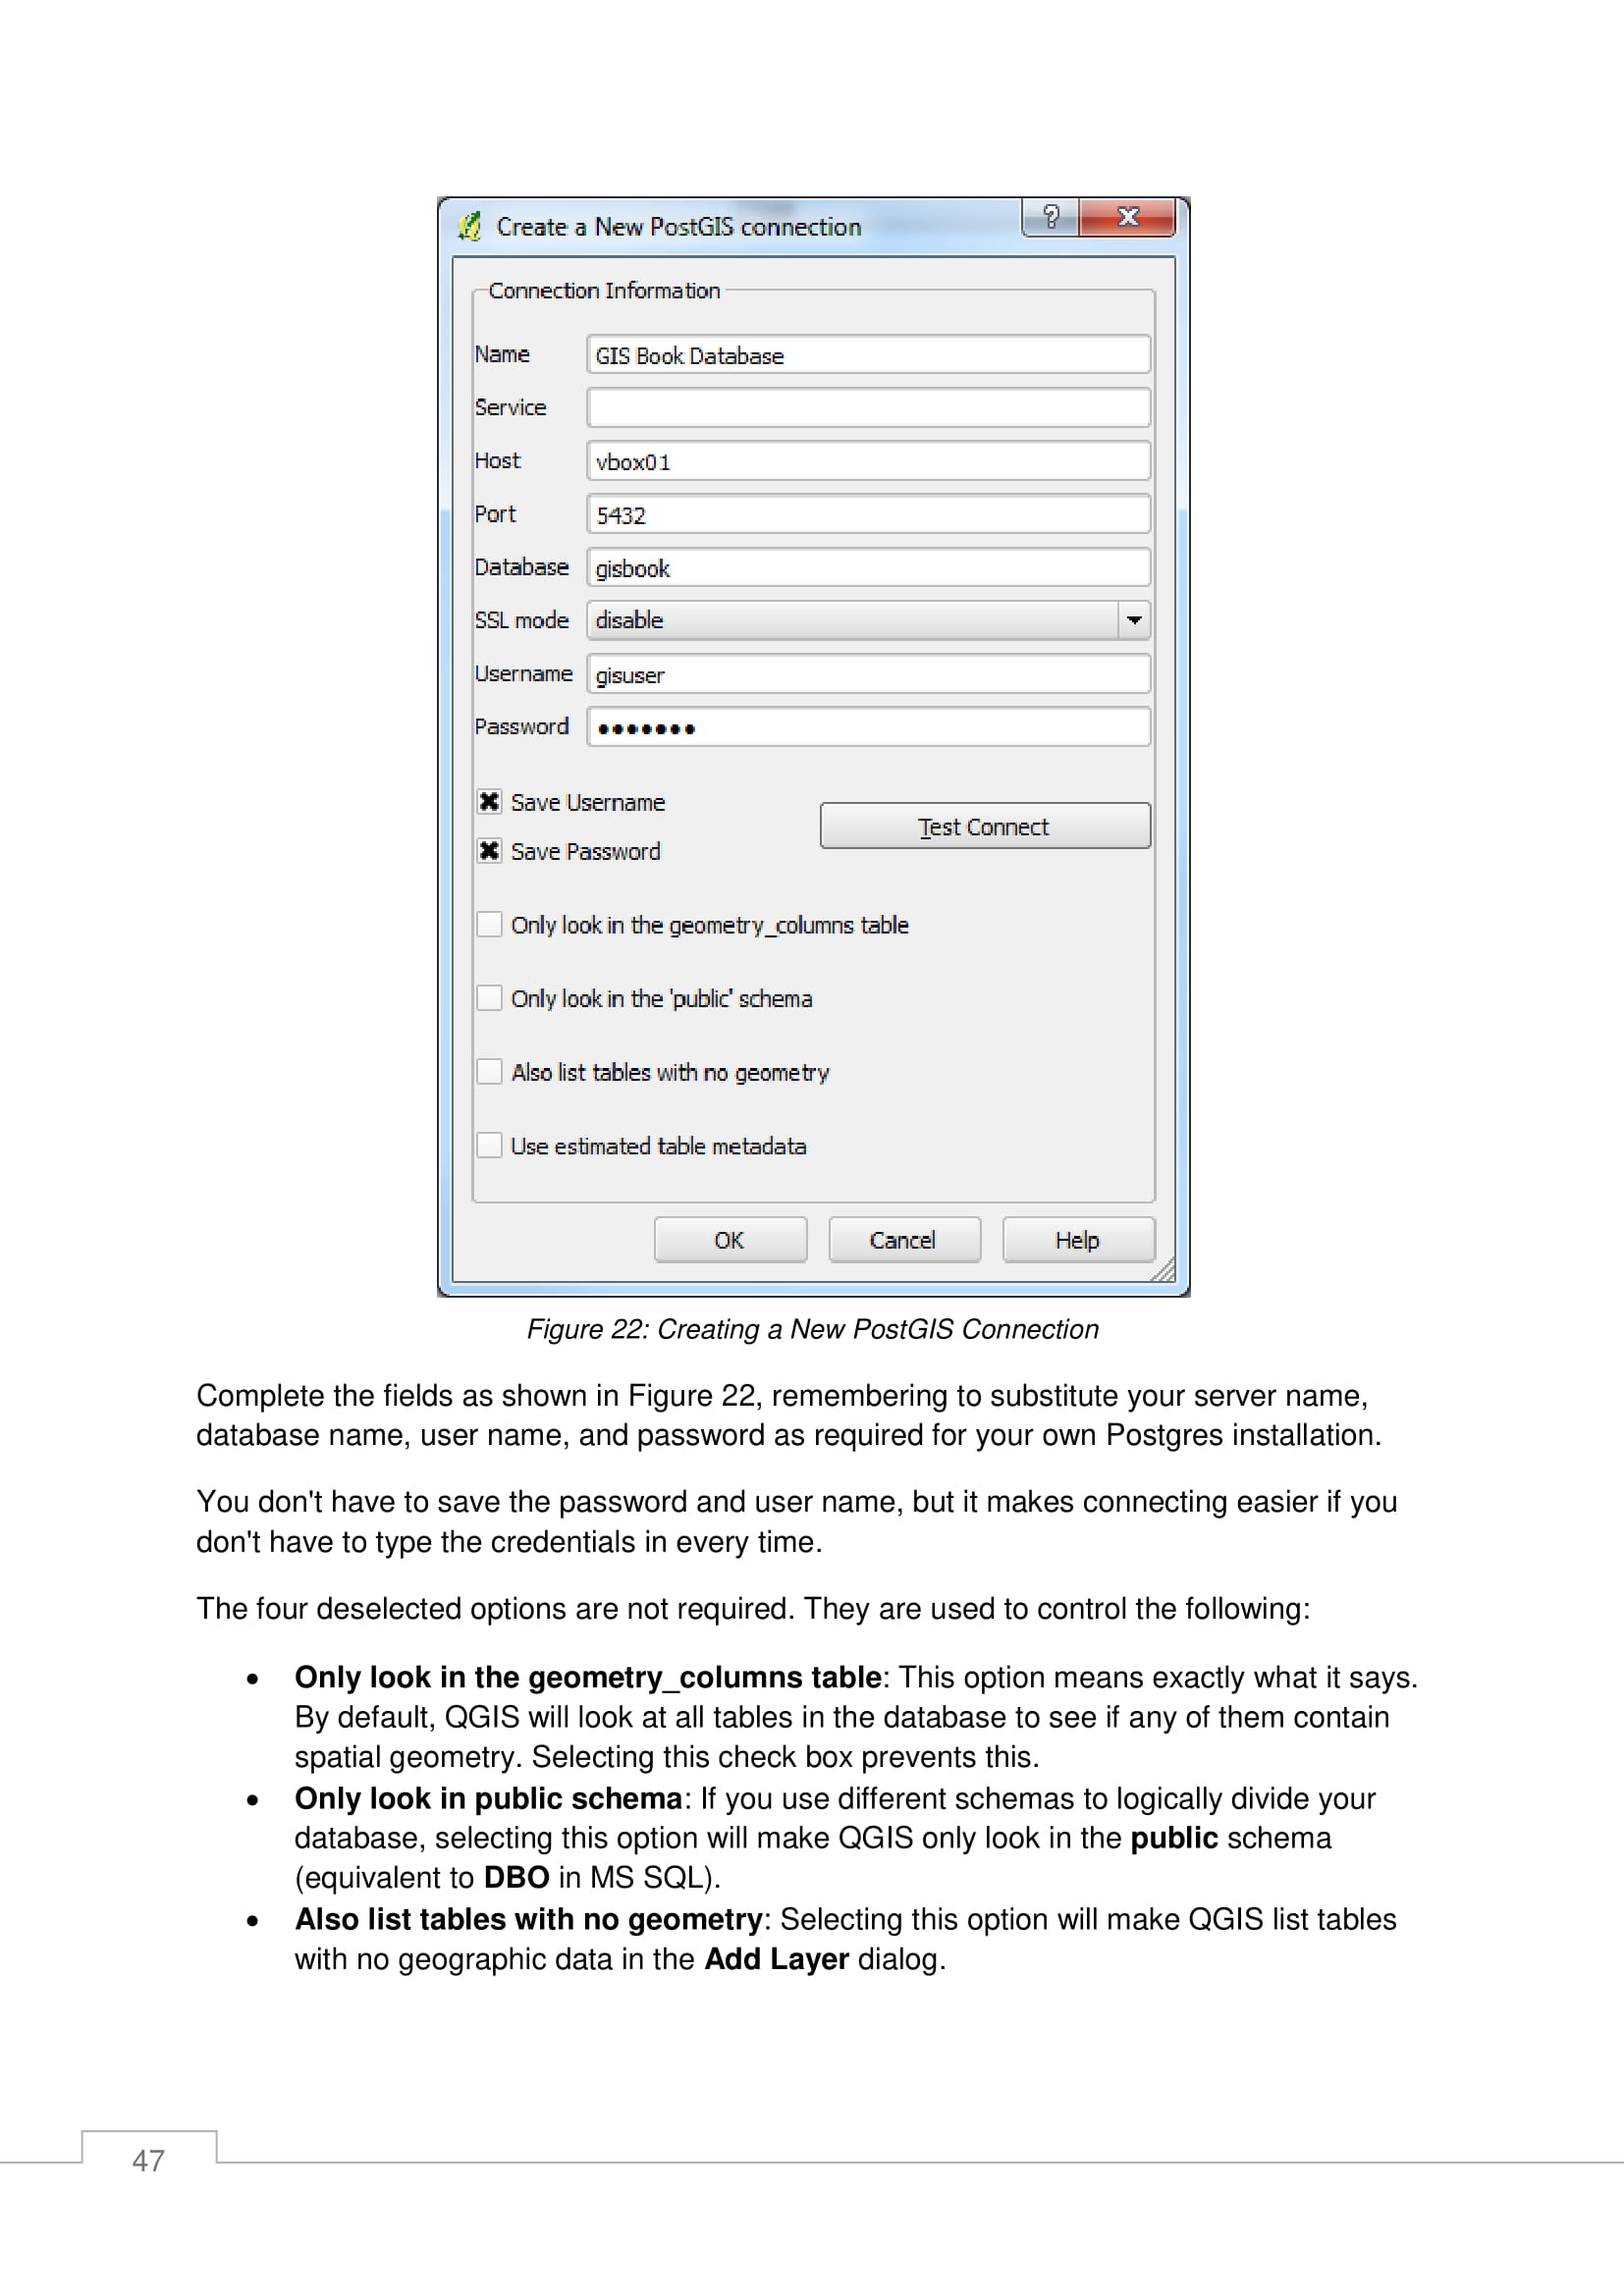 Create a New PostGIS connection
Connection Information
Name GIS Book Database
Service
Host vbox01
Port 5432
Database gisbook
SSL mode disable
Username gisuser
Password •••••••
Save Username
Test Connect
Save Password
Only look in the geometry_columns table
Only look in the 'public' schema
Also list tables with no geometry
Use estimated table metadata
OK Cancel Help
Figure 22: Creating a New PostGIS Connection
Complete the fields as shown in Figure 22, remembering to substitute your server name,
database name, user name, and password as required for your own Postgres installation.
You don't have to save the password and user name, but it makes connecting easier if you
don't have to type the credentials in every time.
The four deselected options are not required. They are used to control the following:
• Only look in the geometry_columns table: This option means exactly what it says.
By default, QGIS will look at all tables in the database to see if any of them contain
spatial geometry. Selecting this check box prevents this.
• Only look in public schema: If you use different schemas to logically divide your
database, selecting this option will make QGIS only look in the public schema
(equivalent to DBO in MS SQL).
• Also list tables with no geometry: Selecting this option will make QGIS list tables
with no geographic data in the Add Layer dialog.
47